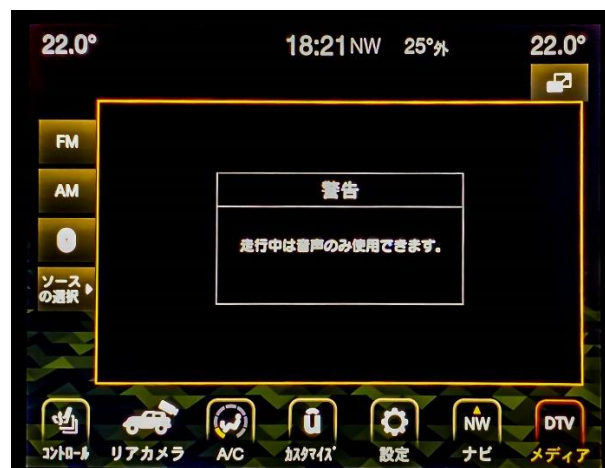 22.0° 18:21 NW 25°外 22.0°
FM
AM
警告
走行中は音声のみ使用できます。
ソース
の選択
NW DTV
コントロール リアカメラ A/C カスタマイズ 設定 ナビ メディア